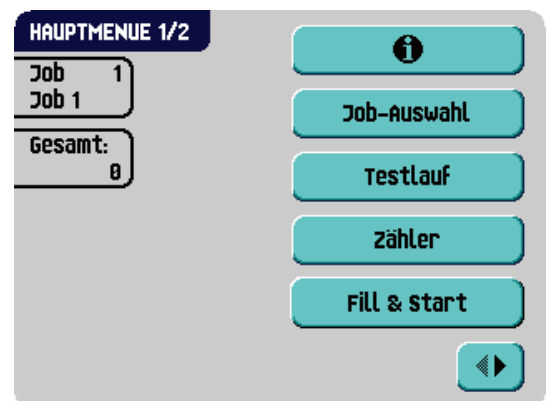 HAUPTMENUE 1/2
Job 1
Job 1
Gesamt:
0
i
Job-Auswahl
Testlauf
Zähler
Fill & Start